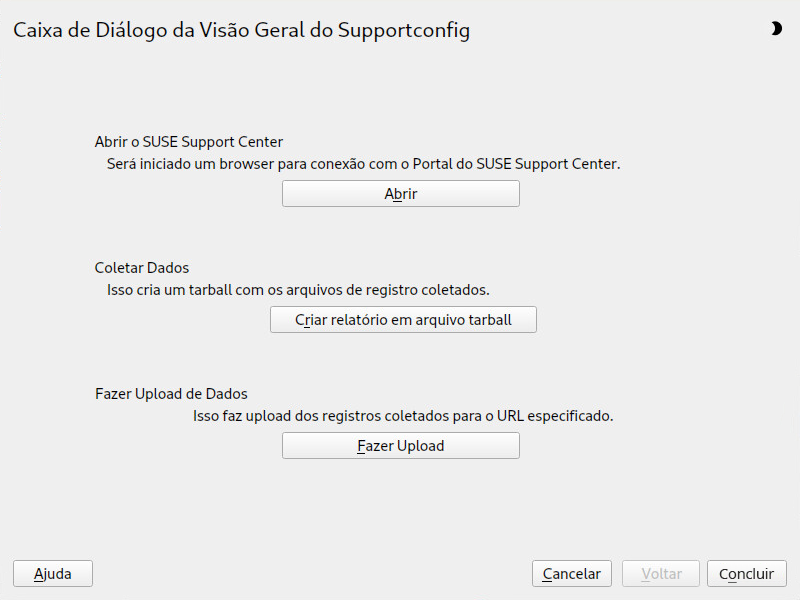 Caixa de Diálogo da Visão Geral do Supportconfig
Abrir o SUSE Support Center
Será iniciado um browser para conexão com o Portal do SUSE Support Center.
Abrir
Coletar Dados
Isso cria um tarball com os arquivos de registro coletados.
Criar relatório em arquivo tarball
Fazer Upload de Dados
Isso faz upload dos registros coletados para o URL especificado.
Fazer Upload
Ajuda
Cancelar
Voltar
Concluir